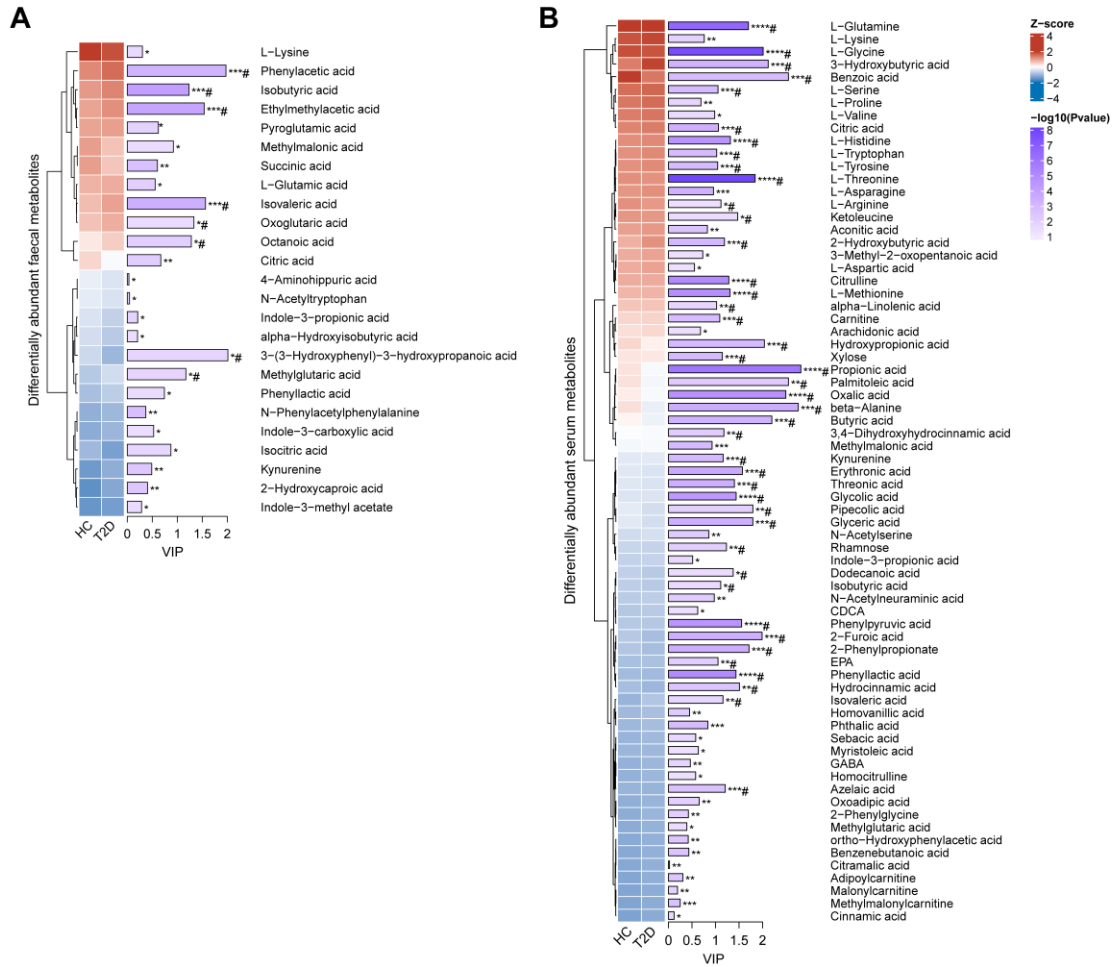 A
Differentially abundant faecal metabolites
* L−Lysine
***# Phenylacetic acid
***# Isobutyric acid
***# Ethylmethylacetic acid
* Pyroglutamic acid
* Methylmalonic acid
** Succinic acid
* L−Glutamic acid
***# Isovaleric acid
*# Oxoglutaric acid
*# Octanoic acid
** Citric acid
* 4−Aminohippuric acid
* N−Acetyltryptophan
* Indole−3−propionic acid
* alpha−Hydroxyisobutyric acid
*# 3−(3−Hydroxyphenyl)−3−hydroxypropanoic acid
*# Methylglutaric acid
* Phenyllactic acid
** N−Phenylacetylphenylalanine
* Indole−3−carboxylic acid
* Isocitric acid
** Kynurenine
** 2−Hydroxycaproic acid
* Indole−3−methyl acetate
HC T2D 0 0.5 1 1.5 2
VIP
B
Differentially abundant serum metabolites
****# L−Glutamine
** L−Lysine
****# L−Glycine
***# 3−Hydroxybutyric acid
***# Benzoic acid
***# L−Serine
** L−Proline
* L−Valine
***# Citric acid
****# L−Histidine
***# L−Tryptophan
***# L−Tyrosine
****# L−Threonine
*** L−Asparagine
*# L−Arginine
*# Ketoleucine
** Aconitic acid
***# 2−Hydroxybutyric acid
* 3−Methyl−2−oxopentanoic acid
* L−Aspartic acid
****# Citrulline
****# L−Methionine
**# alpha−Linolenic acid
***# Carnitine
* Arachidonic acid
***# Hydroxypropionic acid
***# Xylose
****# Propionic acid
**# Palmitoleic acid
****# Oxalic acid
***# beta−Alanine
***# Butyric acid
**# 3,4−Dihydroxyhydrocinnamic acid
*** Methylmalonic acid
***# Kynurenine
****# Erythronic acid
***# Threonic acid
****# Glycolic acid
**# Pipecolic acid
***# Glyceric acid
** N−Acetylserine
**# Rhamnose
* Indole−3−propionic acid
*# Dodecanoic acid
*# Isobutyric acid
** N−Acetylneuraminic acid
* CDCA
****# Phenylpyruvic acid
***# 2−Furoic acid
***# 2−Phenylpropionate
**# EPA
****# Phenyllactic acid
**# Hydrocinnamic acid
**# Isovaleric acid
** Homovanillic acid
*** Phthalic acid
* Sebacic acid
* Myristoleic acid
** GABA
* Homocitrulline
***# Azelaic acid
** Oxoadipic acid
** 2−Phenylglycine
* Methylglutaric acid
** ortho−Hydroxyphenylacetic acid
** Benzenebutanoic acid
** Citramalic acid
** Adipoylcarnitine
** Malonylcarnitine
*** Methylmalonylcarnitine
* Cinnamic acid
HC T2D 0 0.5 1 1.5 2
VIP
Z−score
4
2
0
−2
−4
−log10(Pvalue)
8
7
6
5
4
3
2
1